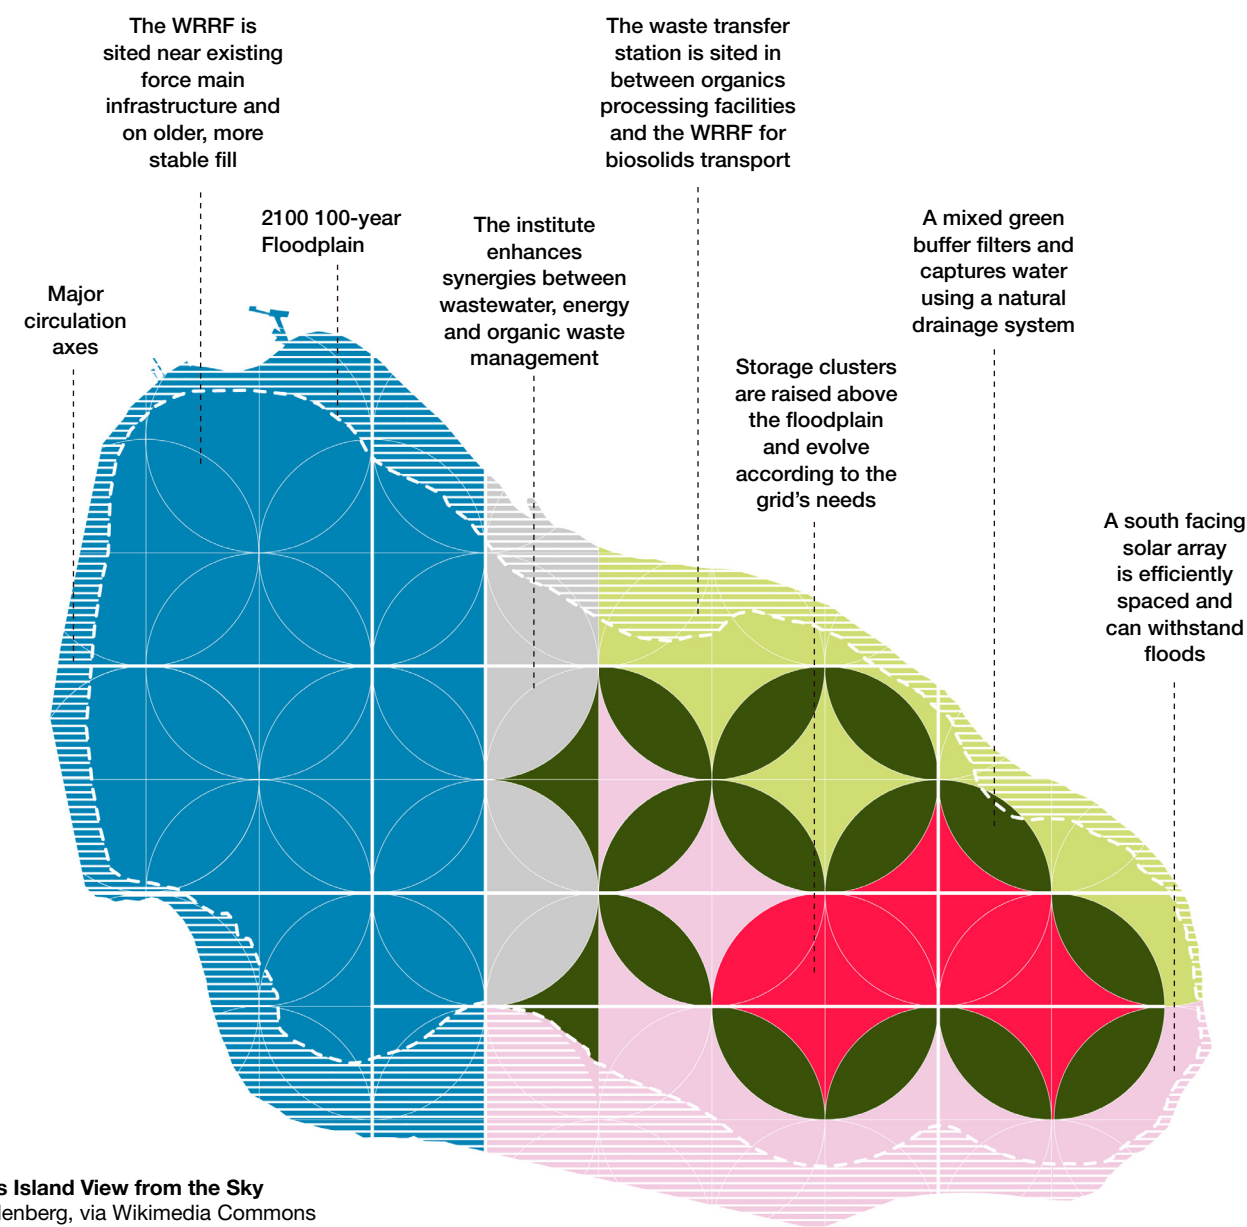 The WRRF is
sited near existing
force main
infrastructure and
on older, more
stable fill
The waste transfer
station is sited in
between organics
processing facilities
and the WRRF for
biosolids transport
2100 100-year
Floodplain
The institute
enhances
synergies between
wastewater, energy
and organic waste
management
A mixed green
buffer filters and
captures water
using a natural
drainage system
Major
circulation
axes
Storage clusters
are raised above
the floodplain
and evolve
according to the
grid's needs
A south facing
solar array
is efficiently
spaced and
can withstand
floods
s Island View from the Sky
lenberg, via Wikimedia Commons